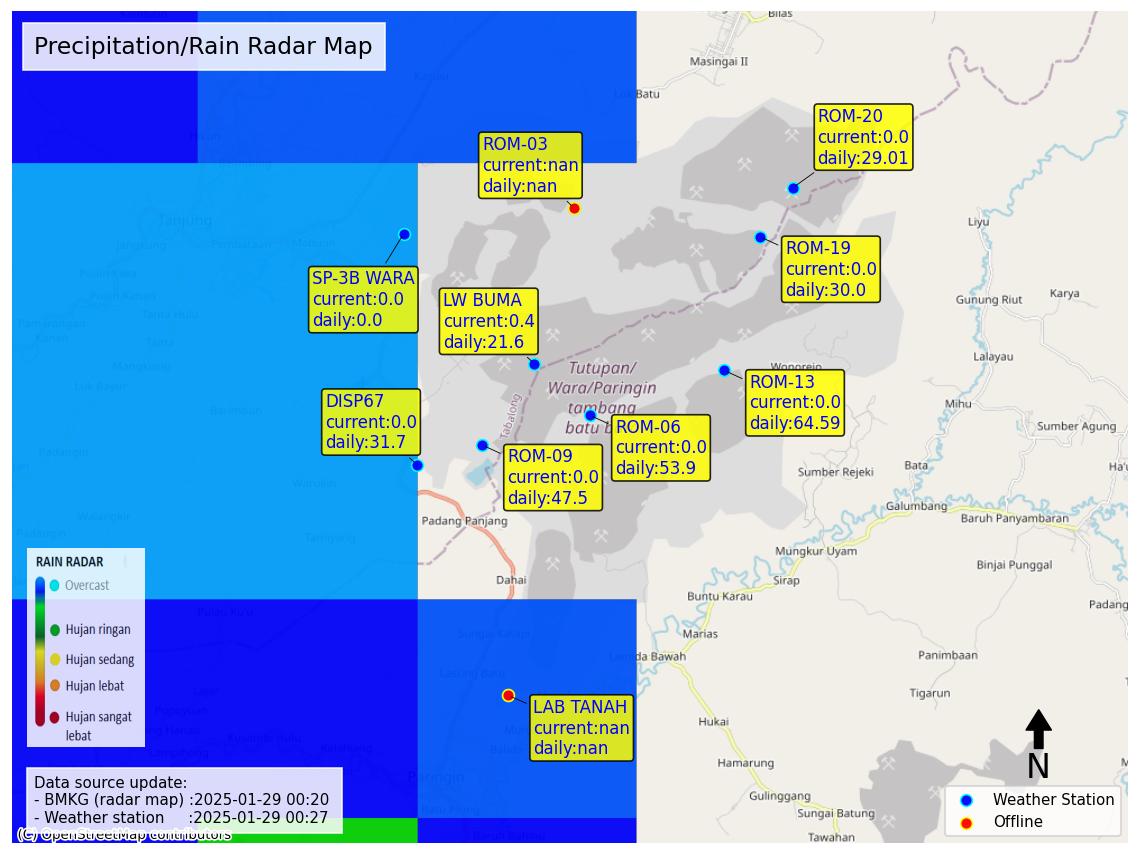 Precipitation/Rain Radar Map
Bilas
Masingai II
Lok Batu
ROM-20
current:0.0
daily:29.01
ROM-03
current:nan
daily:nan
Tanjung
Liyu
ROM-19
current:0.0
daily:30.0
SP-3B WARA
current:0.0
daily:0.0
LW BUMA
current:0.4
daily:21.6
Gunung Riut
Karya
Lalayau
Wonorejo
Tutupan/
Wara/Paringin
tambang
batu b
Tabalong
ROM-13
current:0.0
daily:64.59
Mihu
DISP67
current:0.0
daily:31.7
ROM-06
current:0.0
daily:53.9
Sumber Agung
ROM-09
current:0.0
daily:47.5
Sumber Rejeki
Bata
Ha'u
Galumbang
Baruh Panyambaran
Padang Panjang
Mungkur Uyam
Binjai Punggal
RAIN RADAR
Overcast
Hujan ringan
Hujan sedang
Hujan lebat
Hujan sangat
lebat
Dahai
Sirap
Buntu Karau
Padang
Marias
Lamida Bawah
Panimbaan
Tigarun
LAB TANAH
current:nan
daily:nan
Hukai
Hamarung
N
Paringin
Gulinggang
Sungai Batung
Tawahan
Data source update:
- BMKG (radar map) :2025-01-29 00:20
- Weather station :2025-01-29 00:27
(C) OpenStreetMap contributors
Weather Station
Offline